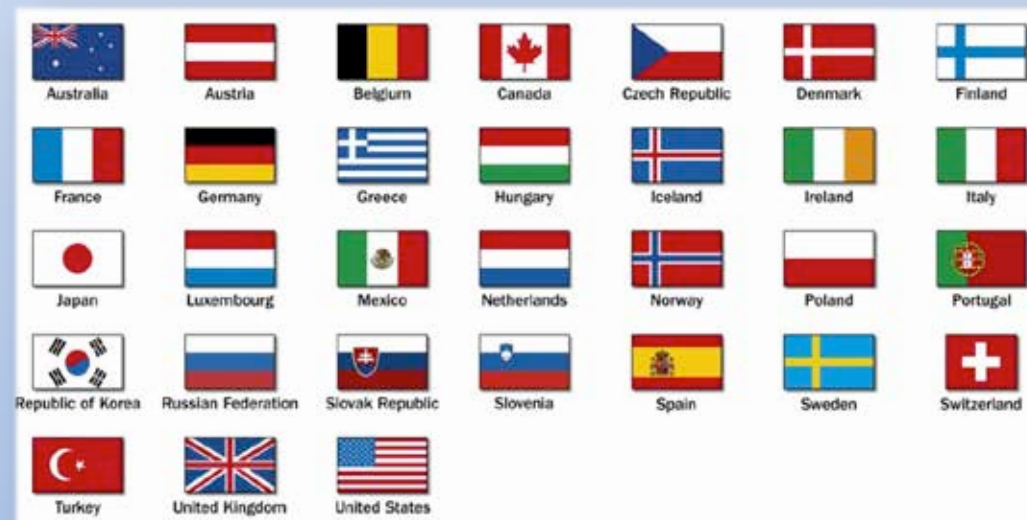 Australia Austria Belgium Canada Czech Republic Denmark Finland
France Germany Greece Hungary Iceland Ireland Italy
Japan Luxembourg Mexico Netherlands Norway Poland Portugal
Republic of Korea Russian Federation Slovak Republic Slovenia Spain Sweden Switzerland
Turkey United Kingdom United States